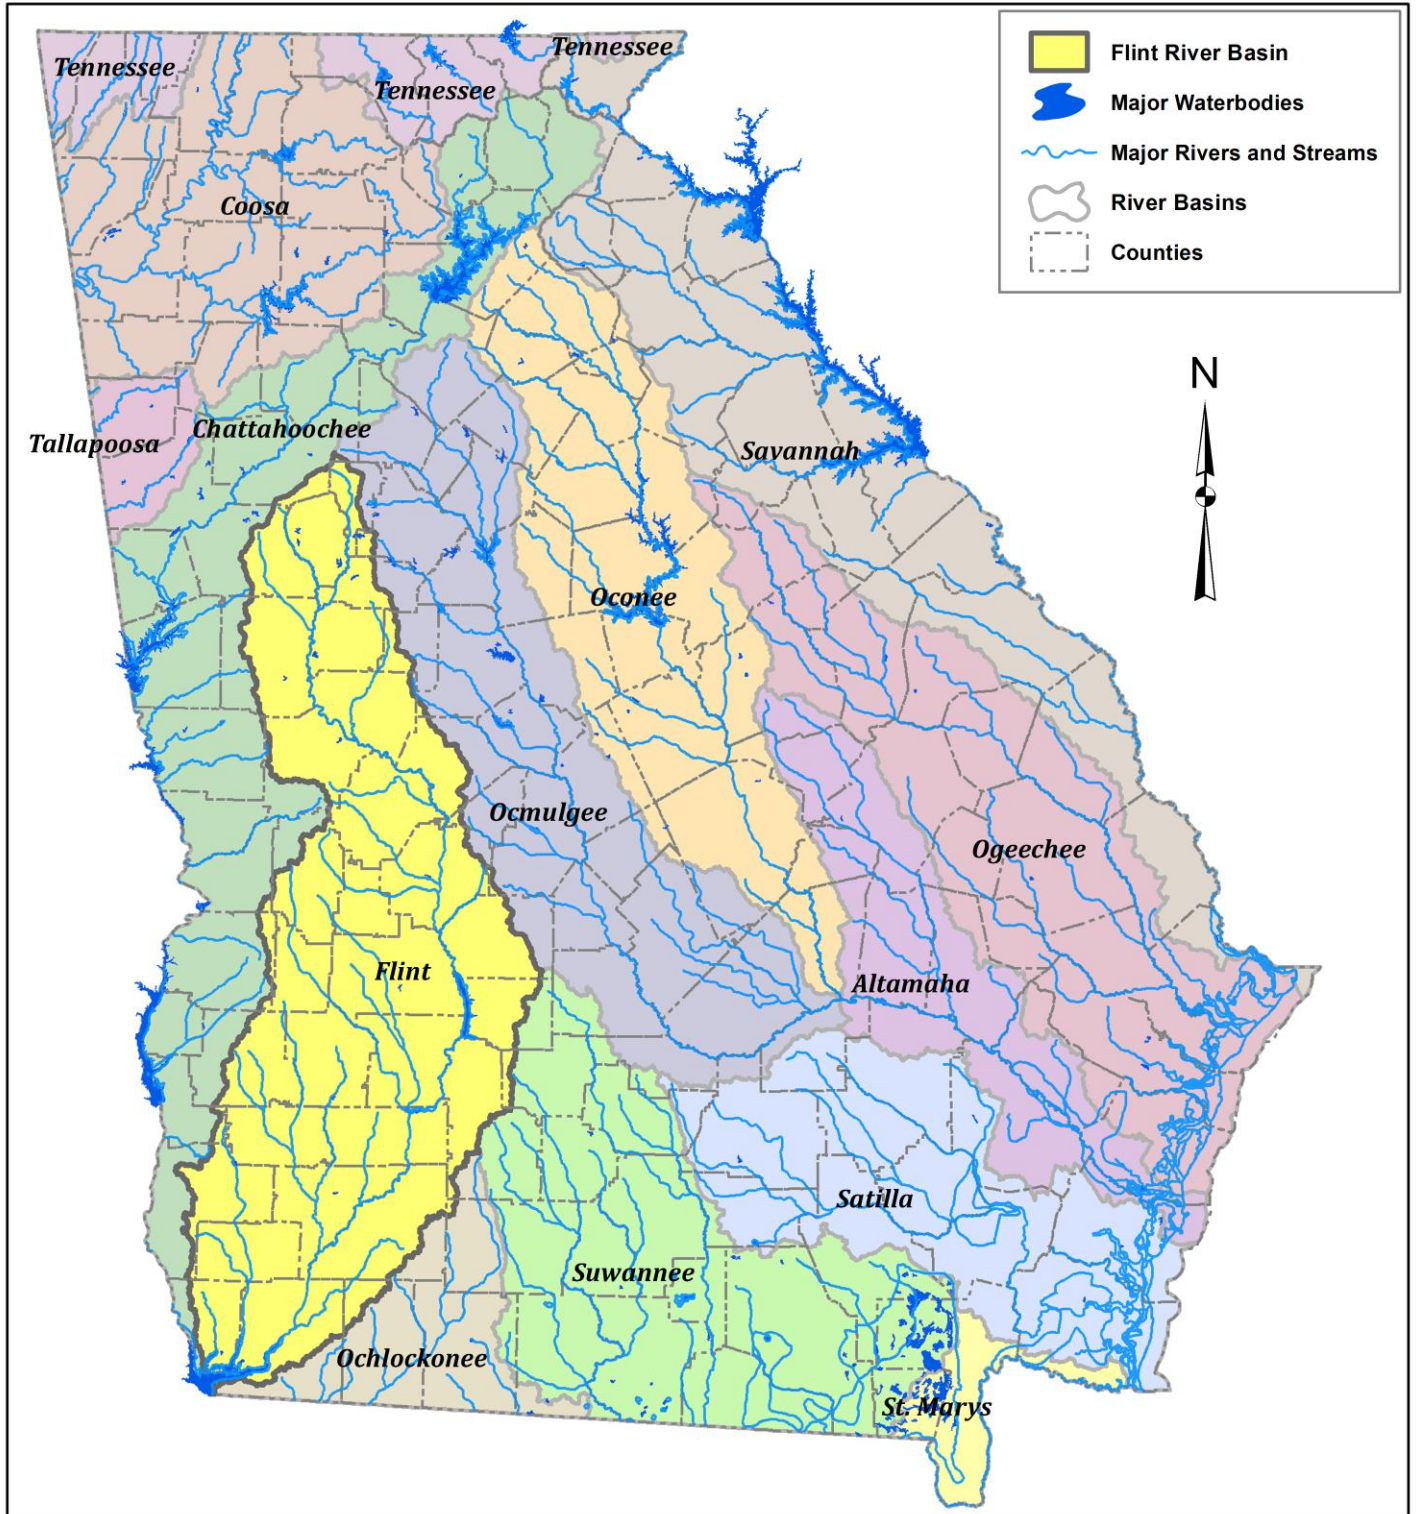 Tennessee
Tennessee
Tennessee
Flint River Basin
Major Waterbodies
Major Rivers and Streams
River Basins
Counties
Coosa
N
Tallapoosa
Chattahoochee
Savannah
Oconee
Ocmulgee
Ogeechee
Flint
Altamaha
Satilla
Suwannee
Ochlockonee
St. Marys